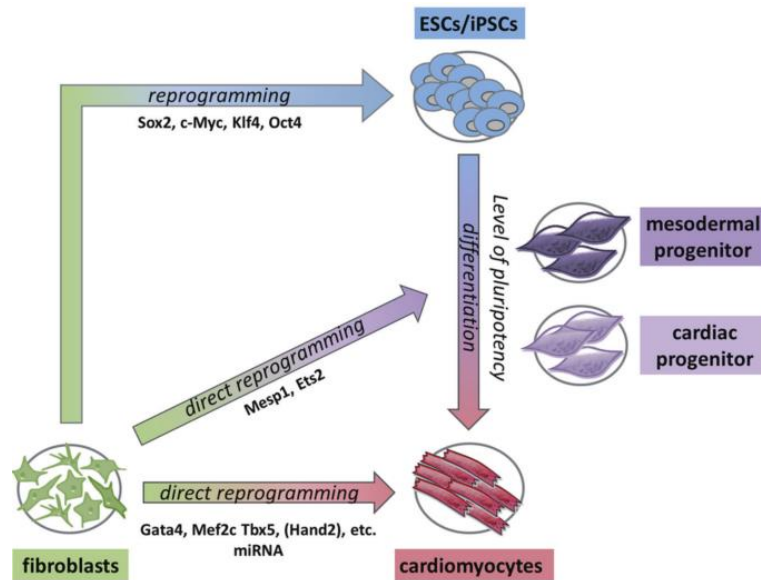 ESCs/iPSCs
reprogramming
Sox2, c-Myc, Klf4, Oct4
Level of pluripotency
differentiation
mesodermal
progenitor
cardiac
progenitor
direct reprogramming
Mesp1, Ets2
direct reprogramming
Gata4, Mef2c Tbx5, (Hand2), etc.
miRNA
fibroblasts
cardiomyocytes